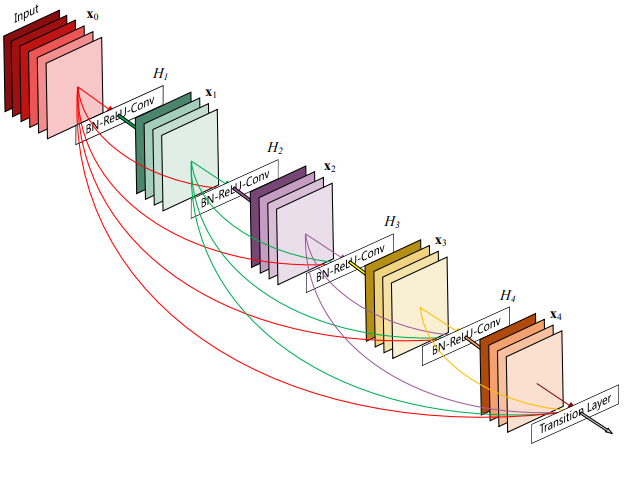 Input
x0
H1
BN-ReLU-Conv
x1
H2
BN-ReLU-Conv
x2
H3
BN-ReLU-Conv
x3
H4
BN-ReLU-Conv
x4
Transition Layer